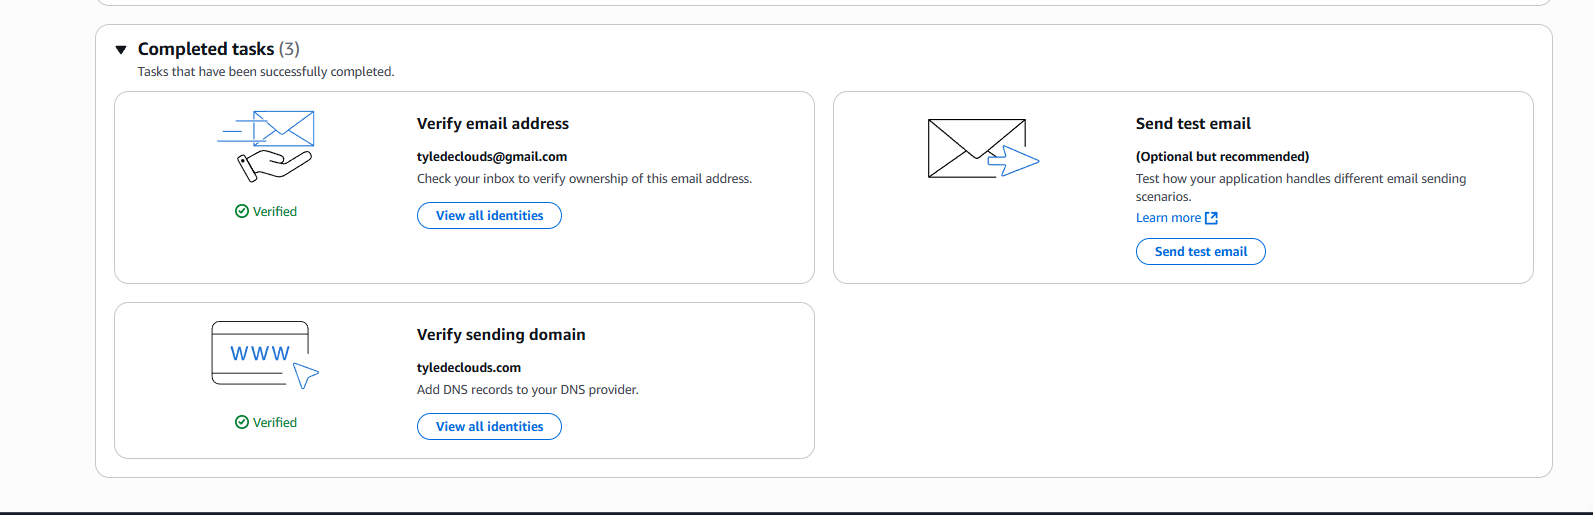 Completed tasks (3)
Tasks that have been successfully completed.
Verify email address
tyledeclouds@gmail.com
Check your inbox to verify ownership of this email address.
Verified
View all identities
Send test email
(Optional but recommended)
Test how your application handles different email sending
scenarios.
Learn more
Send test email
WWW
Verify sending domain
tyledeclouds.com
Add DNS records to your DNS provider.
Verified
View all identities